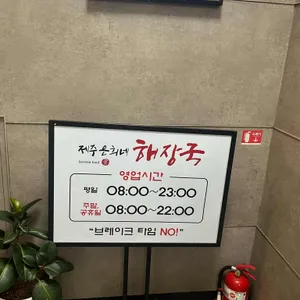 제주 은희네 해장국
영업시간
평일 08:00~23:00
주말, 공휴일 08:00~22:00
"브레이크 타임 NO!"